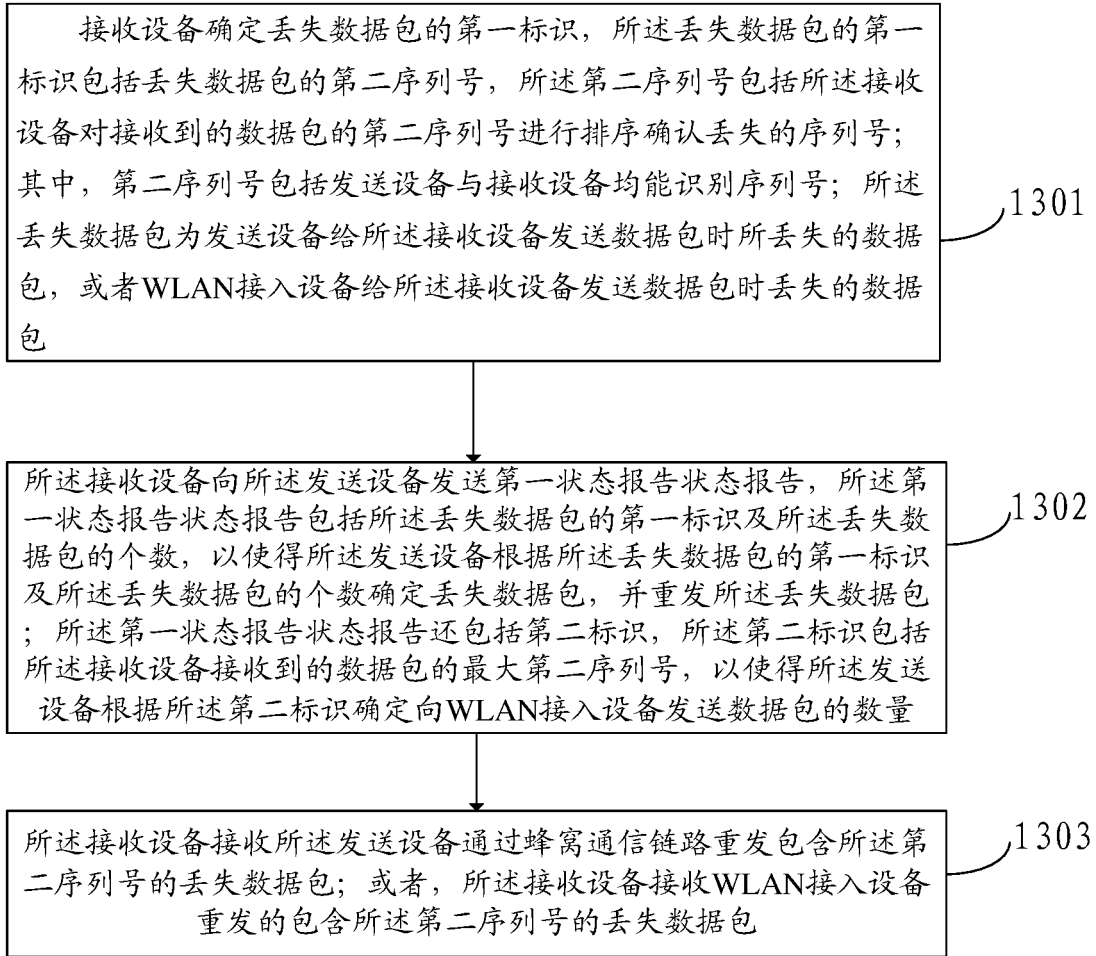 接收设备确定丢失数据包的第一标识，所述丢失数据包的第一
标识包括丢失数据包的第二序列号，所述第二序列号包括所述接收
设备对接收到的数据包的第二序列号进行排序确认丢失的序列号；
其中，第二序列号包括发送设备与接收设备均能识别序列号；所述
丢失数据包为发送设备给所述接收设备发送数据包时所丢失的数据
包，或者WLAN接入设备给所述接收设备发送数据包时丢失的数据
包
1301
所述接收设备向所述发送设备发送第一状态报告状态报告，所述第
一状态报告状态报告包括所述丢失数据包的第一标识及所述丢失数
据包的个数，以使得所述发送设备根据所述丢失数据包的第一标识
及所述丢失数据包的个数确定丢失数据包，并重发所述丢失数据包
；所述第一状态报告状态报告还包括第二标识，所述第二标识包括
所述接收设备接收到的数据包的最大第二序列号，以使得所述发送
设备根据所述第二标识确定向WLAN接入设备发送数据包的数量
1302
所述接收设备接收所述发送设备通过蜂窝通信链路重发包含所述第
二序列号的丢失数据包；或者，所述接收设备接收WLAN接入设备
重发的包含所述第二序列号的丢失数据包
1303